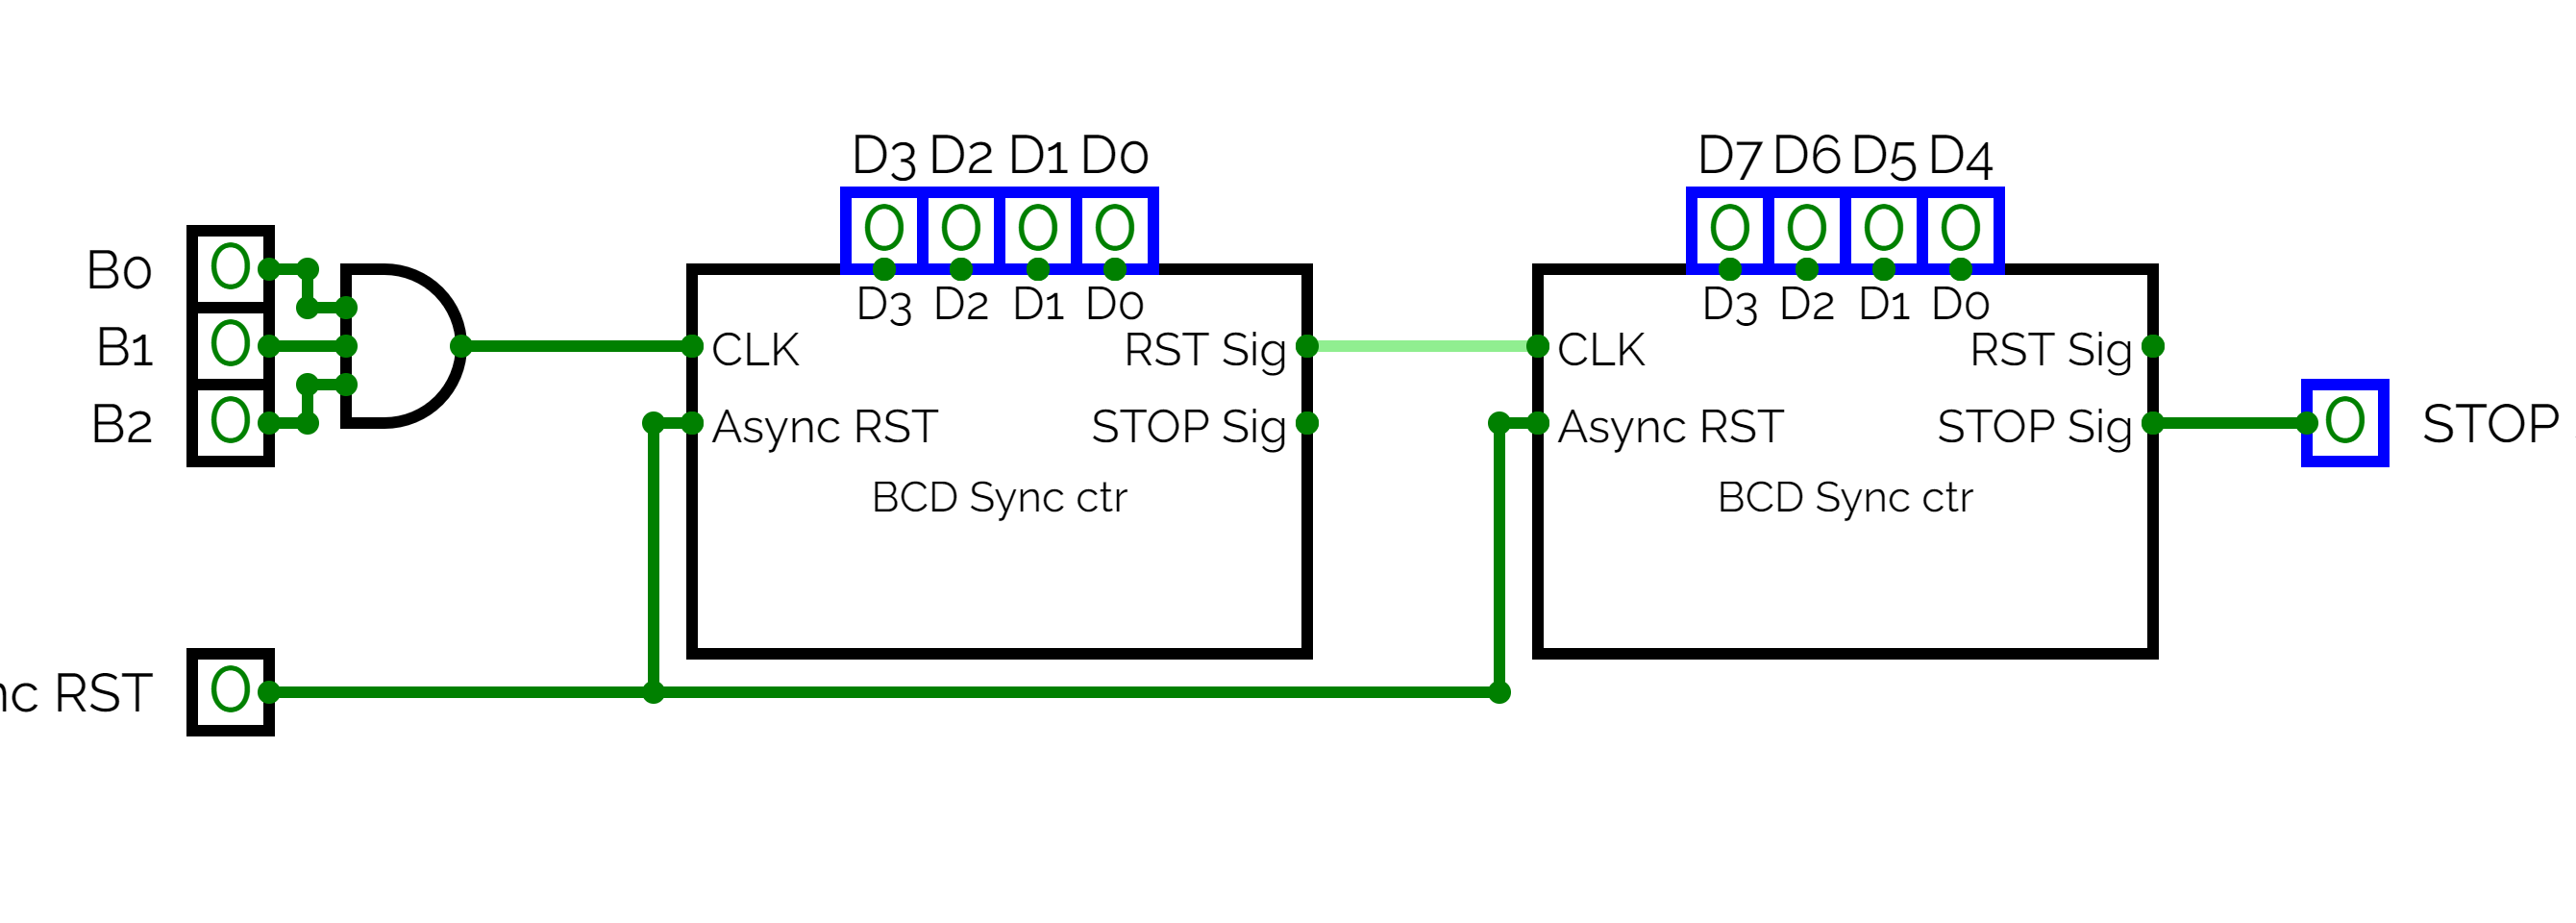 D3 D2 D1 D0
D7 D6 D5 D4
0 0 0 0
0 0 0 0
B0 0
B1 0
B2 0
D3 D2 D1 D0
D3 D2 D1 D0
CLK RST Sig
CLK RST Sig
Async RST STOP Sig
Async RST STOP Sig
0 STOP
BCD Sync ctr
BCD Sync ctr
nc RST 0